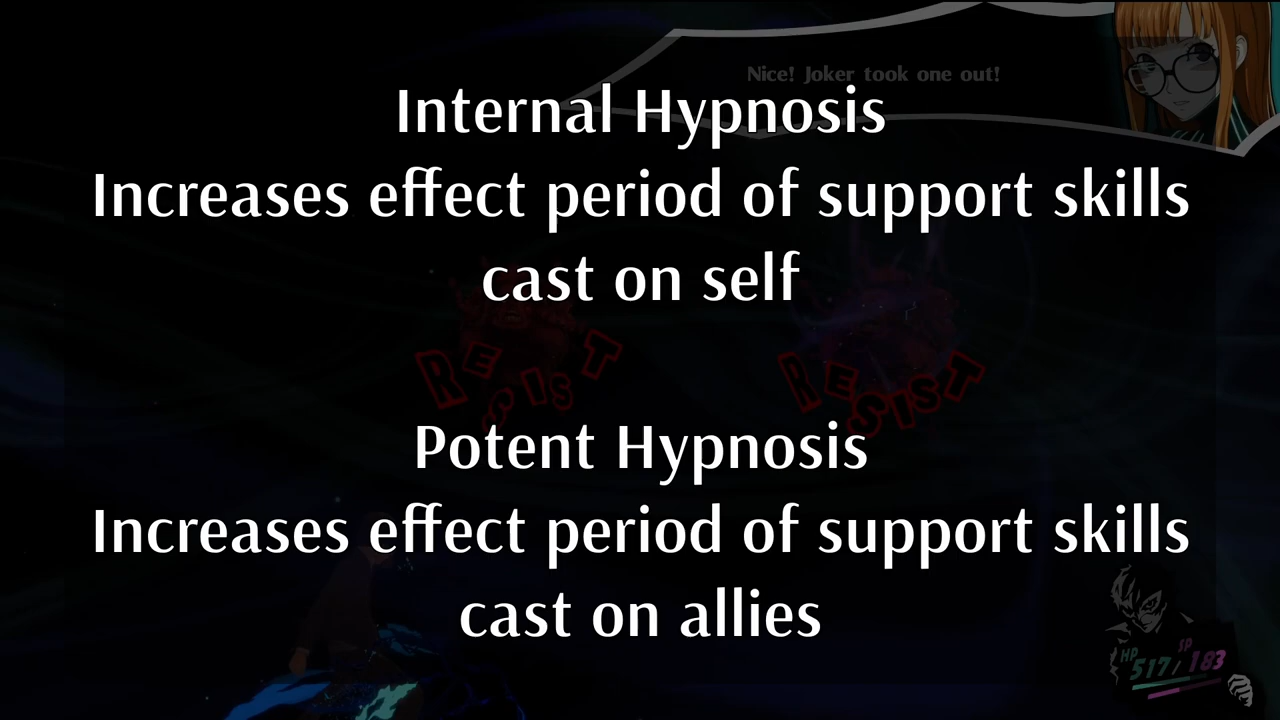 Nice! Joker took one out!
Internal Hypnosis
Increases effect period of support skills
cast on self
RESIST
RESIST
Potent Hypnosis
Increases effect period of support skills
cast on allies
SP
HP 517/183